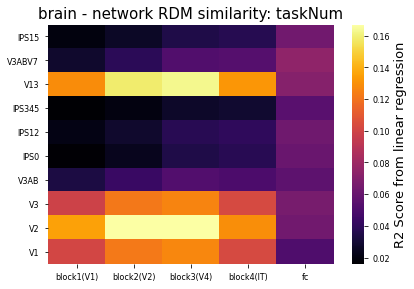 brain - network RDM similarity: taskNum
IPS15
V3ABV7
V13
IPS345
IPS12
IPS0
V3AB
V3
V2
V1
block1(V1) block2(V2) block3(V4) block4(IT) fc
0.16
0.14
0.12
0.10
0.08
0.06
0.04
0.02
R2 Score from linear regression